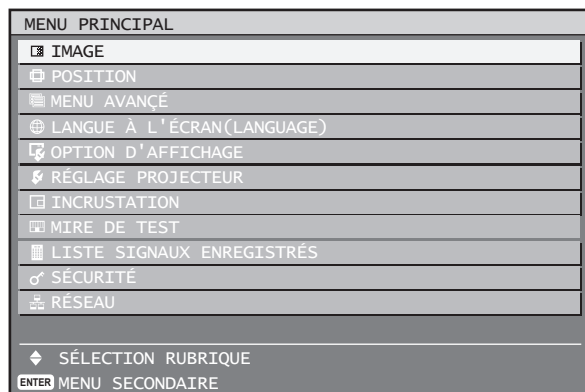 MENU PRINCIPAL
IMAGE
POSITION
MENU AVANÇÉ
LANGUE À L'ÉCRAN(LANGUAGE)
OPTION D'AFFICHAGE
RÉGLAGE PROJECTEUR
INCRUSTATION
MIRE DE TEST
LISTE SIGNAUX ENREGISTRÉS
SÉCURITÉ
RÉSEAU
SÉLECTION RUBRIQUE
ENTER MENU SECONDAIRE